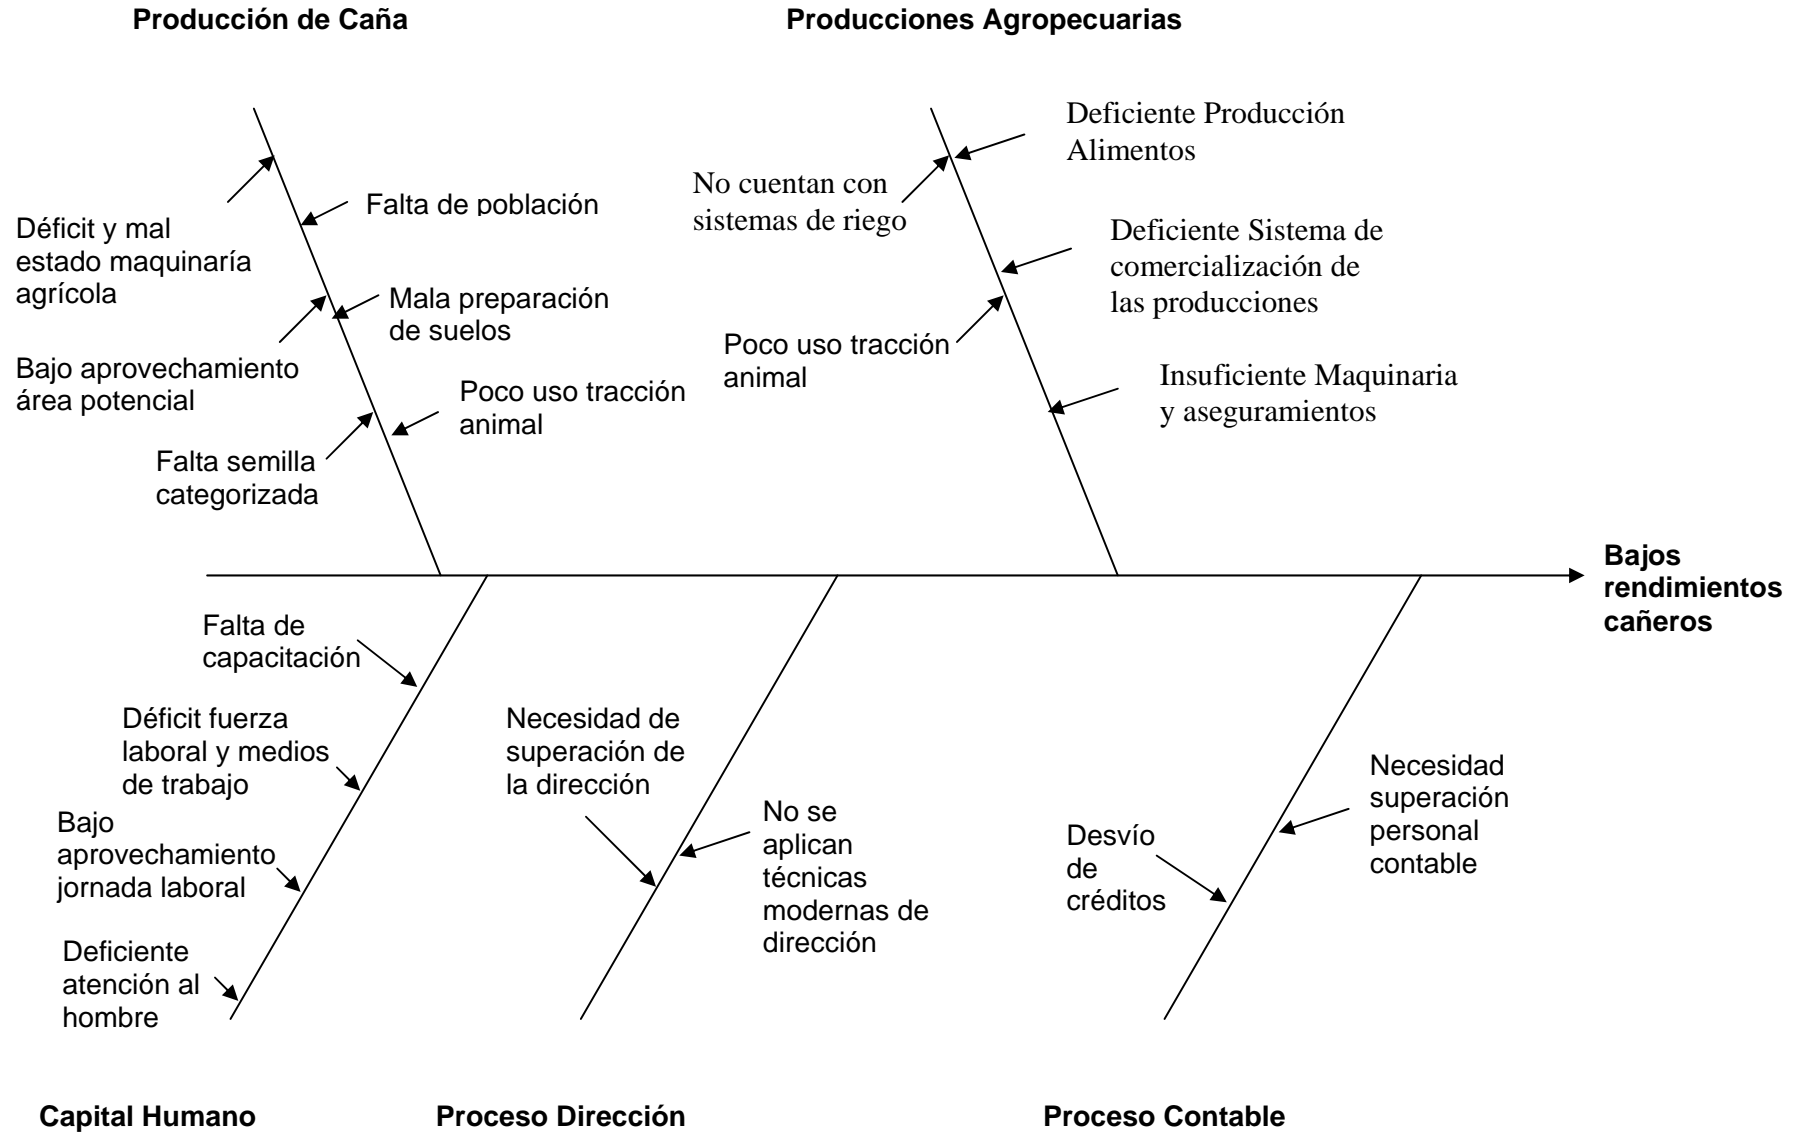 Producción de Caña
Producciones Agropecuarias
Déficit y mal
estado maquinaría
agrícola
Falta de población
Bajo aprovechamiento
área potencial
Mala preparación
de suelos
Falta semilla
categorizada
Poco uso tracción
animal
No cuentan con
sistemas de riego
Deficiente Producción
Alimentos
Deficiente Sistema de
comercialización de
las producciones
Poco uso tracción
animal
Insuficiente Maquinaria
y aseguramientos
Bajos
rendimientos
cañeros
Falta de
capacitación
Déficit fuerza
laboral y medios
de trabajo
Bajo
aprovechamiento
jornada laboral
Deficiente
atención al
hombre
Necesidad de
superación de
la dirección
No se
aplican
técnicas
modernas de
dirección
Desvío
de
créditos
Necesidad
superación
personal
contable
Capital Humano
Proceso Dirección
Proceso Contable